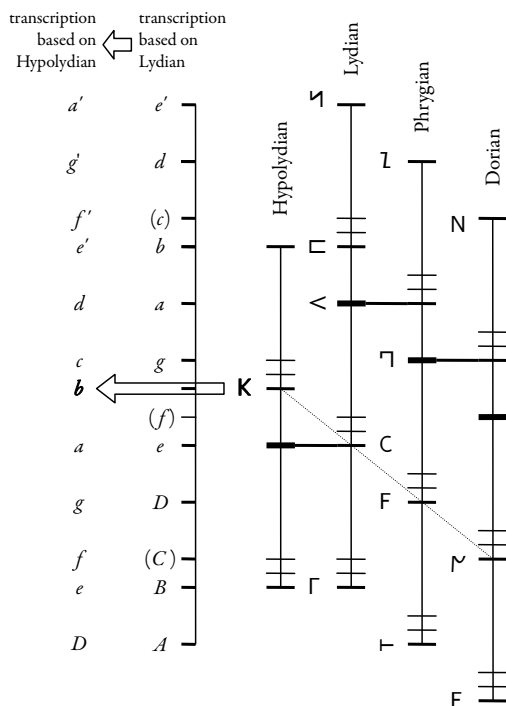 transcription
based on
Hypolydian
transcription
based on
Lydian
Lydian
Phrygian
Dorian
Hypolydian
a' e' И
g' d
f' (c) N
e' b ⊏
d a <
c g
b K
(f)
a e C
g D F
f (C)
e B Γ
D A ⊢
E